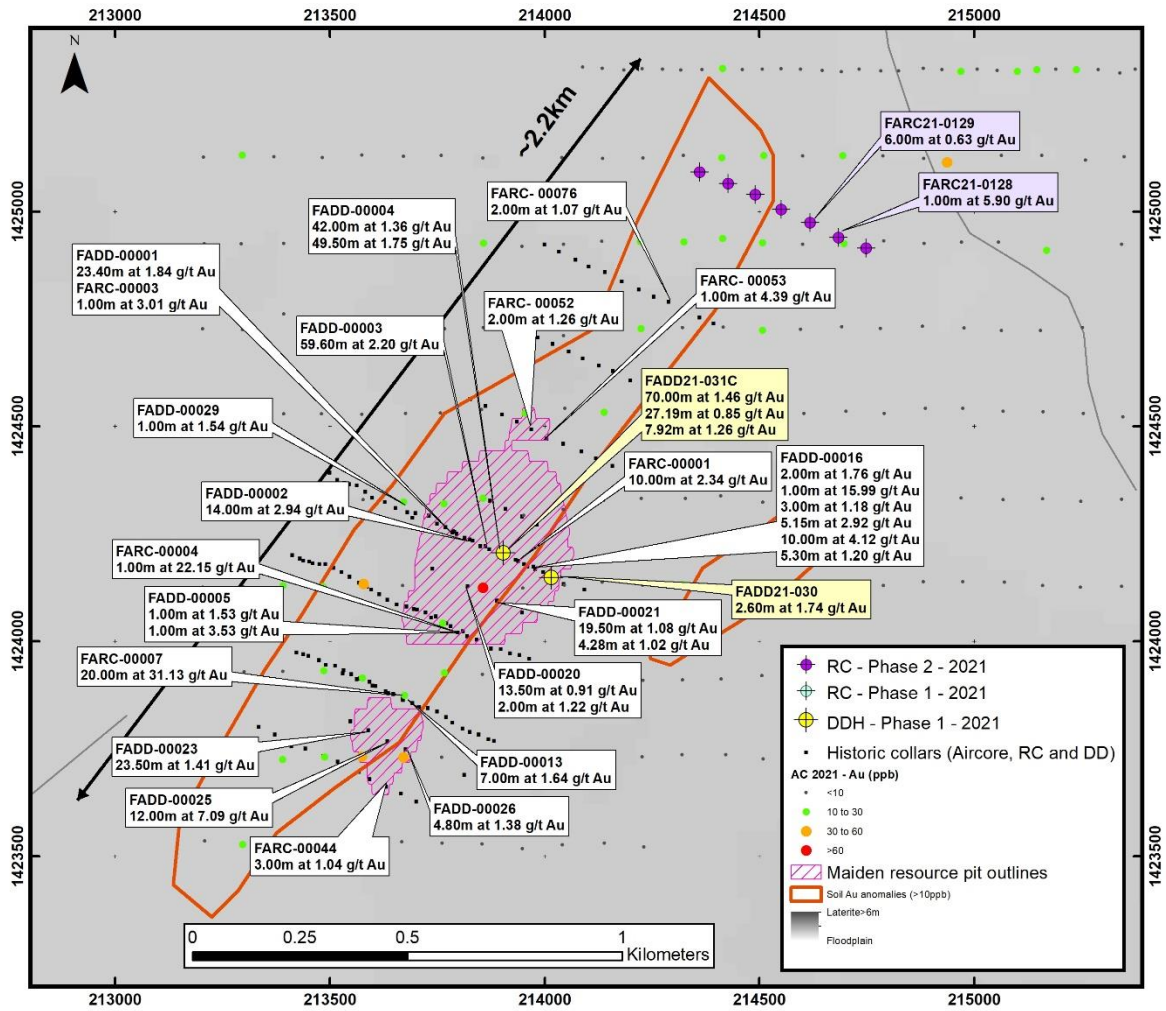 213000 213500 214000 214500 215000
N
~2.2km
FARC21-0129
6.00m at 0.63 g/t Au
FARC21-0128
1.00m at 5.90 g/t Au
FARC- 00076
2.00m at 1.07 g/t Au
FADD-00004
42.00m at 1.36 g/t Au
49.50m at 1.75 g/t Au
FADD-00001
23.40m at 1.84 g/t Au
FARC-00003
1.00m at 3.01 g/t Au
FARC- 00053
1.00m at 4.39 g/t Au
FARC- 00052
2.00m at 1.26 g/t Au
FADD-00003
59.60m at 2.20 g/t Au
FADD21-031C
70.00m at 1.46 g/t Au
27.19m at 0.85 g/t Au
7.92m at 1.26 g/t Au
FADD-00029
1.00m at 1.54 g/t Au
FARC-00001
10.00m at 2.34 g/t Au
FADD-00016
2.00m at 1.76 g/t Au
1.00m at 15.99 g/t Au
3.00m at 1.18 g/t Au
5.15m at 2.92 g/t Au
10.00m at 4.12 g/t Au
5.30m at 1.20 g/t Au
FADD-00002
14.00m at 2.94 g/t Au
FARC-00004
1.00m at 22.15 g/t Au
FADD21-030
2.60m at 1.74 g/t Au
FADD-00005
1.00m at 1.53 g/t Au
1.00m at 3.53 g/t Au
FADD-00021
19.50m at 1.08 g/t Au
4.28m at 1.02 g/t Au
FARC-00007
20.00m at 31.13 g/t Au
FADD-00020
13.50m at 0.91 g/t Au
2.00m at 1.22 g/t Au
FADD-00023
23.50m at 1.41 g/t Au
FADD-00013
7.00m at 1.64 g/t Au
FADD-00025
12.00m at 7.09 g/t Au
FADD-00026
4.80m at 1.38 g/t Au
FARC-00044
3.00m at 1.04 g/t Au
RC - Phase 2 - 2021
RC - Phase 1 - 2021
DDH - Phase 1 - 2021
Historic collars (Aircore, RC and DD)
AC 2021 - Au (ppb)
<10
10 to 30
30 to 60
>60
Maiden resource pit outlines
Soil Au anomalies (>10ppb)
Laterite>6m
Floodplain
0 0.25 0.5 1
Kilometers
1425000
1424500
1424000
1423500
1425000
1424500
1424000
1423500
213000 213500 214000 214500 215000